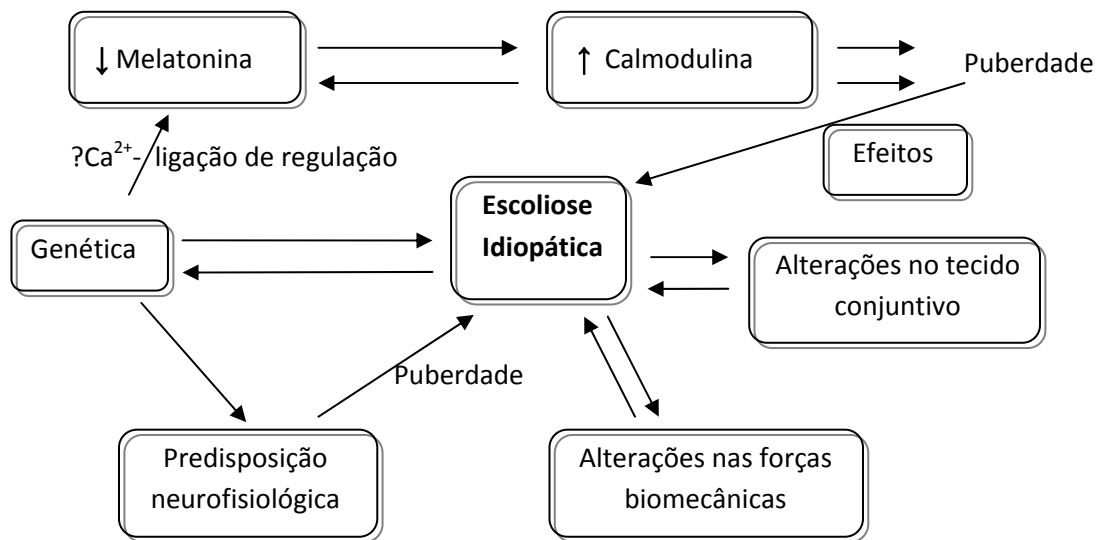 ↓ Melatonina
↑ Calmodulina
Puberdade
?Ca²⁺- ligação de regulação
Efeitos
Escoliose
Idiopática
Genética
Alterações no tecido
conjuntivo
Puberdade
Predisposição
neurofisiológica
Alterações nas forças
biomecânicas